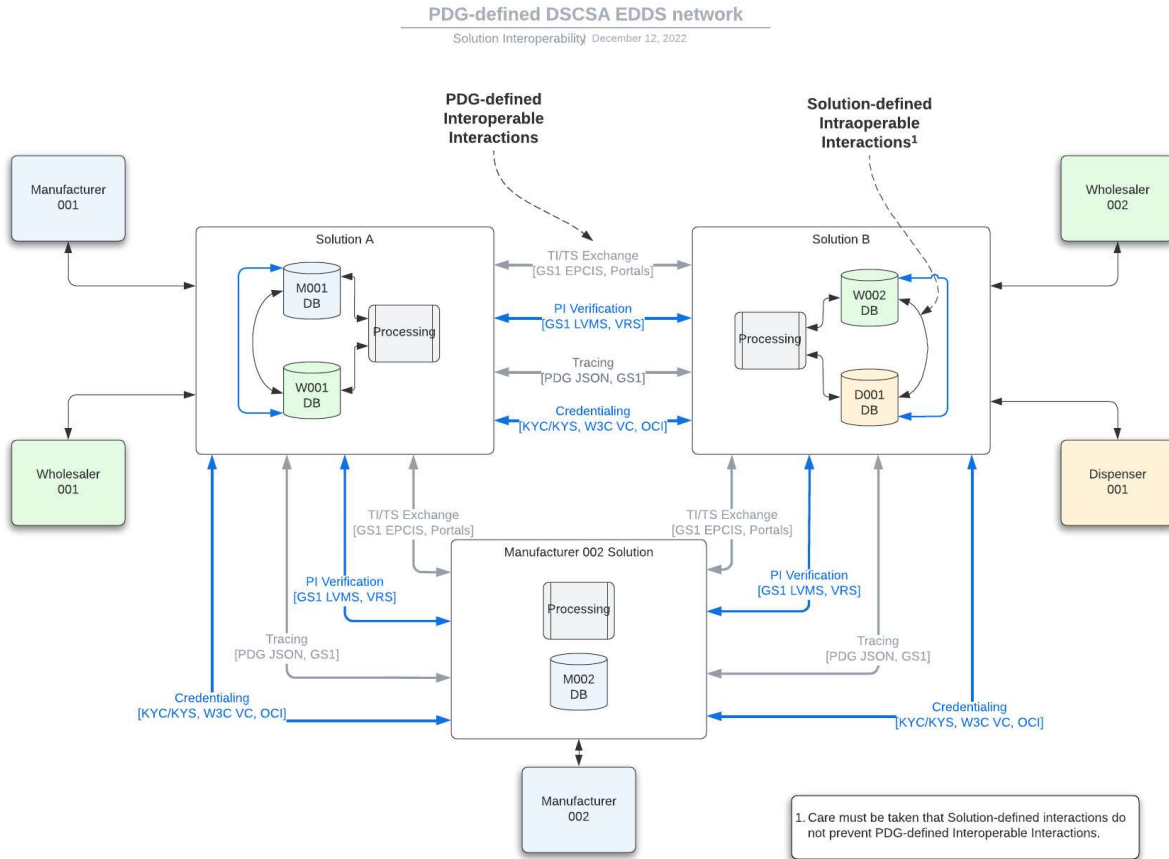 PDG-defined DSCSA EDDS network
Solution Interoperability December 12, 2022
PDG-defined
Interoperable
Interactions
Solution-defined
Intraoperable
Interactions¹
Manufacturer
001
Wholesaler
002
Solution A
M001
DB
Processing
W001
DB
TI/TS Exchange
[GS1 EPCIS, Portals]
PI Verification
[GS1 LVMS, VRS]
Tracing
[PDG JSON, GS1]
Credentialing
[KYC/KYS, W3C VC, OCI]
Solution B
W002
DB
Processing
D001
DB
Wholesaler
001
Dispenser
001
TI/TS Exchange
[GS1 EPCIS, Portals]
PI Verification
[GS1 LVMS, VRS]
Tracing
[PDG JSON, GS1]
Credentialing
[KYC/KYS, W3C VC, OCI]
Manufacturer 002 Solution
Processing
M002
DB
TI/TS Exchange
[GS1 EPCIS, Portals]
PI Verification
[GS1 LVMS, VRS]
Tracing
[PDG JSON, GS1]
Credentialing
[KYC/KYS, W3C VC, OCI]
Manufacturer
002
1. Care must be taken that Solution-defined interactions do
not prevent PDG-defined Interoperable Interactions.